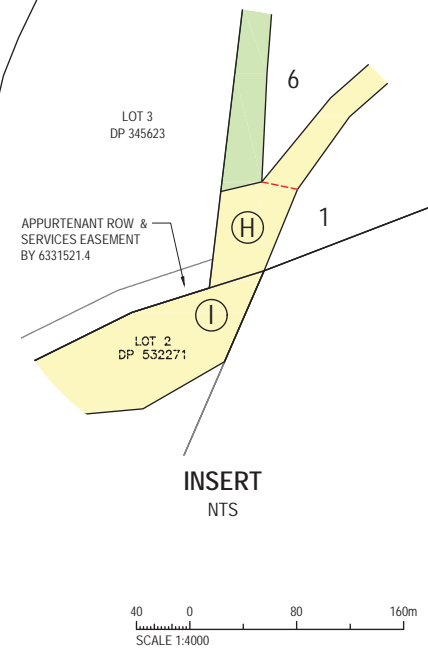 6
LOT 3
DP 345623
APPURTENANT ROW &
SERVICES EASEMENT
BY 6331521.4
H
1
I
LOT 2
DP 532271
INSERT
NTS
40 0 80 160m
SCALE 1:4000